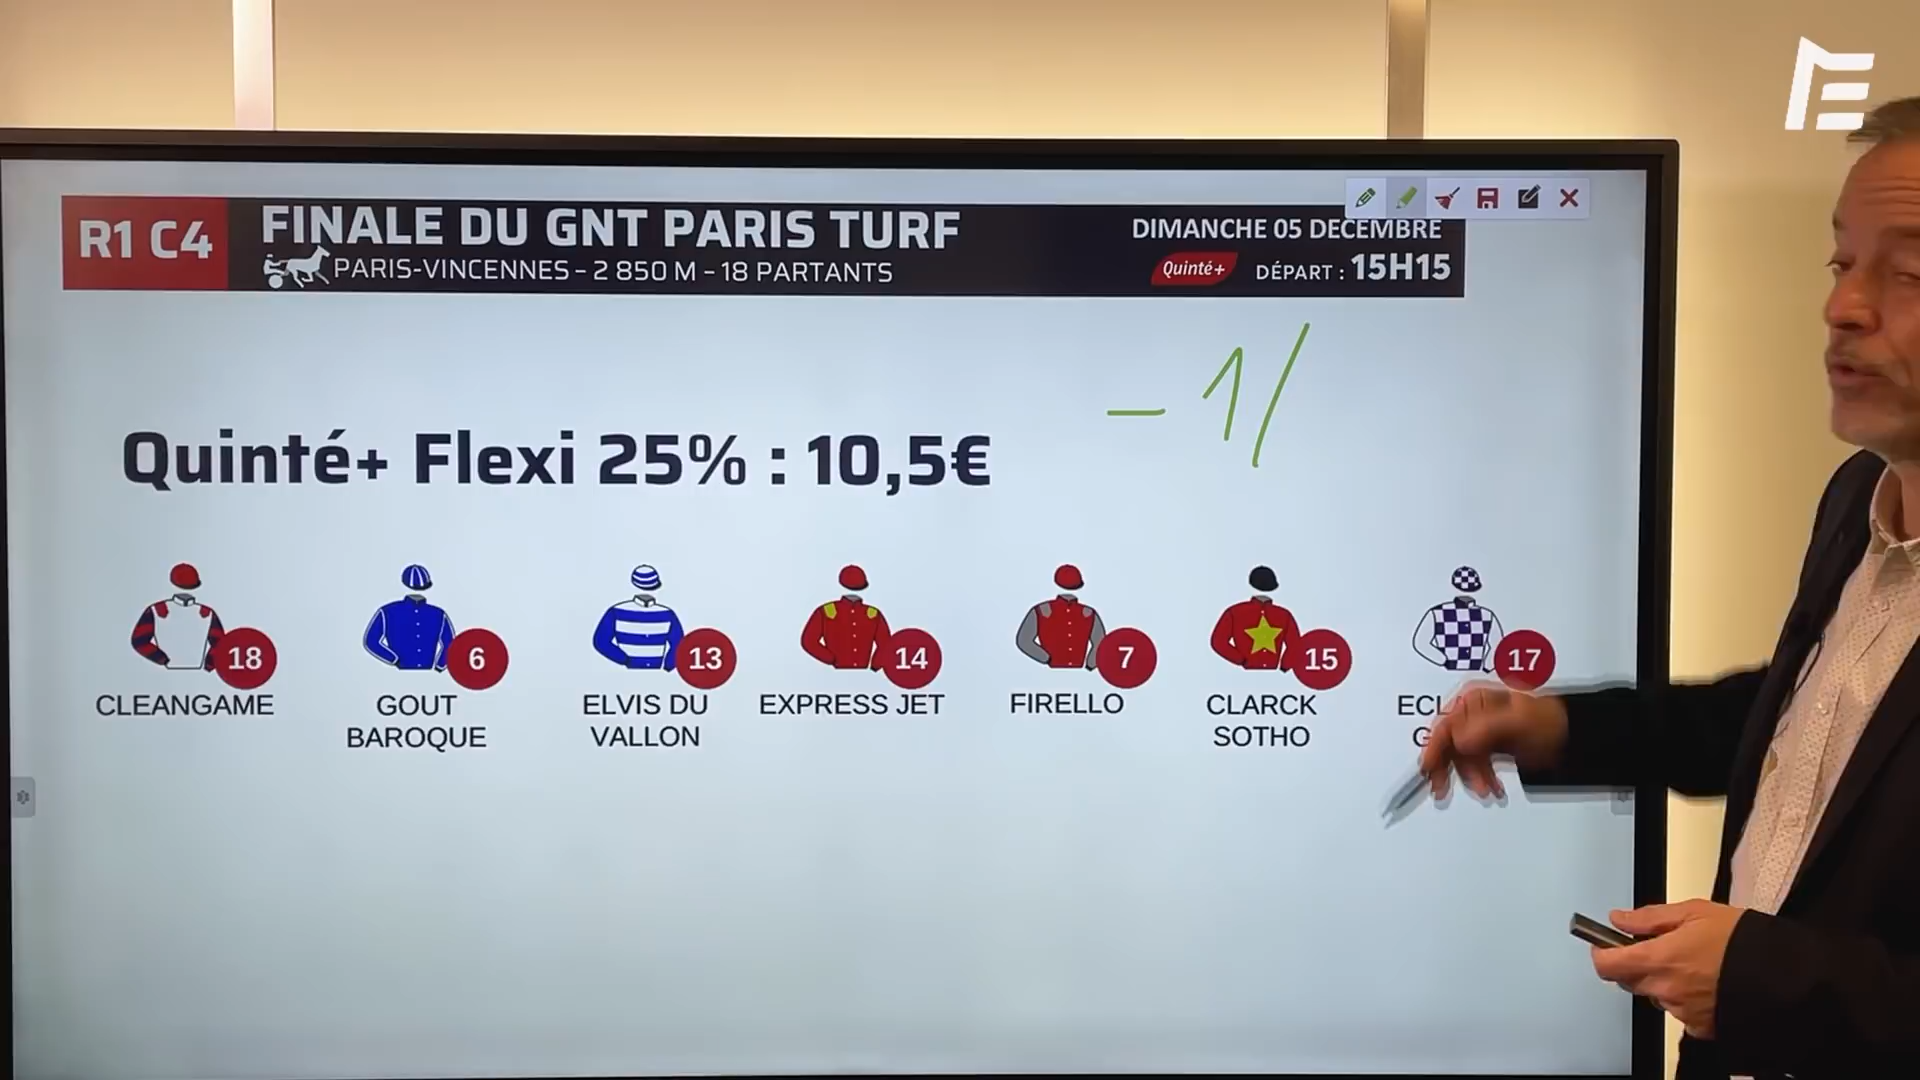 R1 C4
FINALE DU GNT PARIS TURF
PARIS-VINCENNES – 2 850 M – 18 PARTANTS
DIMANCHE 05 DECEMBRE
Quinté+ DÉPART : 15H15
– 1/
Quinté+ Flexi 25% : 10,5€
18 6 13 14 7 15 17
CLEANGAME
GOUT
BAROQUE
ELVIS DU
VALLON
EXPRESS JET
FIRELLO
CLARCK
SOTHO